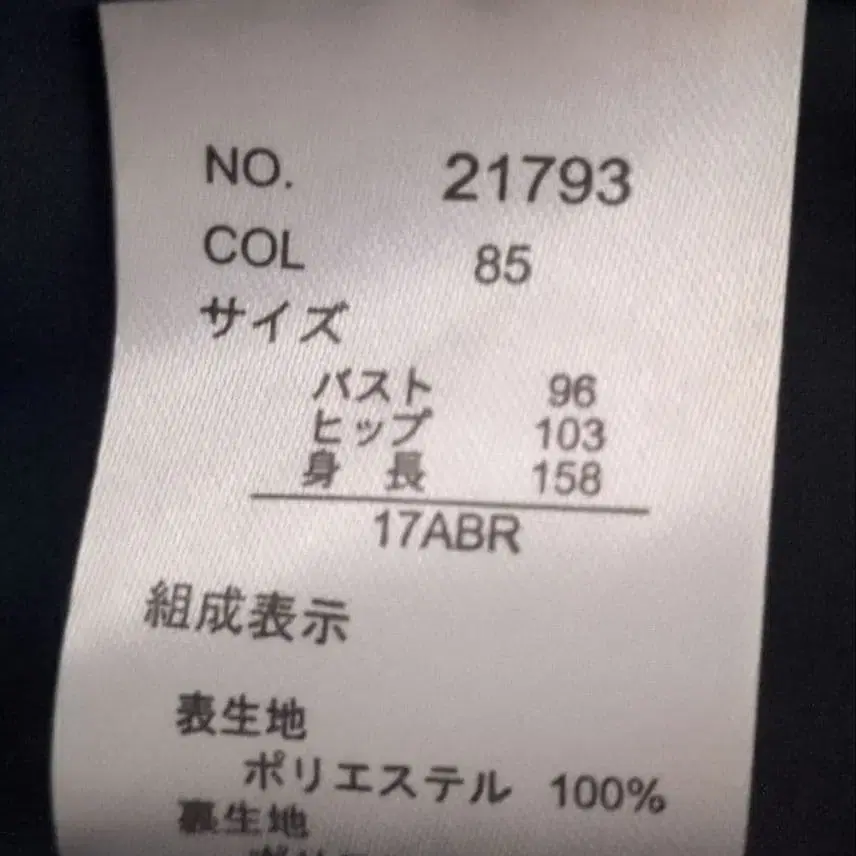 NO. 21793
COL 85
サイズ
バスト 96
ヒップ 103
身 長 158
17ABR
組成表示
表生地
ポリエステル 100%
裏生地